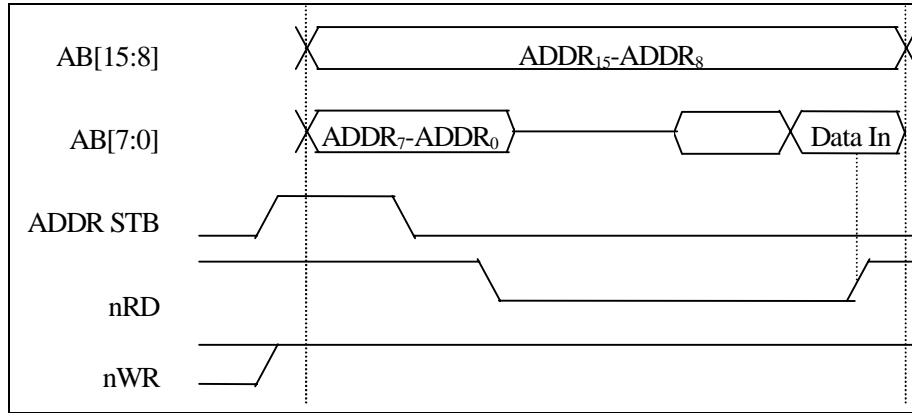 AB[15:8]
ADDR₁₅-ADDR₈
AB[7:0]
ADDR₇-ADDR₀
Data In
ADDR STB
nRD
nWR